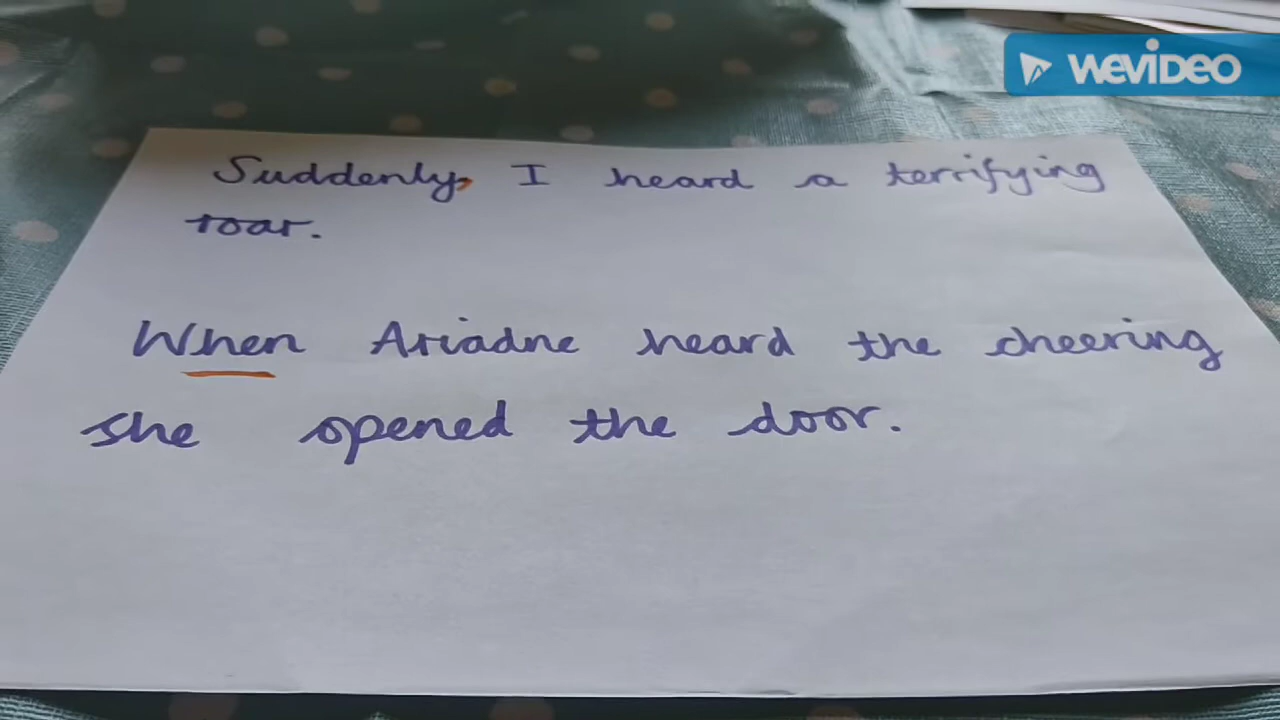 WEVIDEO
Suddenly, I heard a terrifying
roar.
When Ariadne heard the cheering
she opened the door.